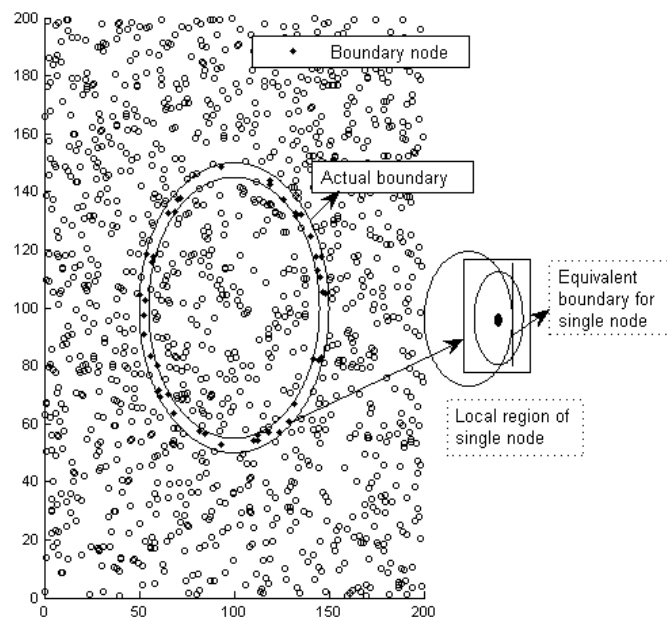 200
180
160
140
120
100
80
60
40
20
0
0
50
100
150
200
Boundary node
Actual boundary
Equivalent
boundary for
single node
Local region of
single node